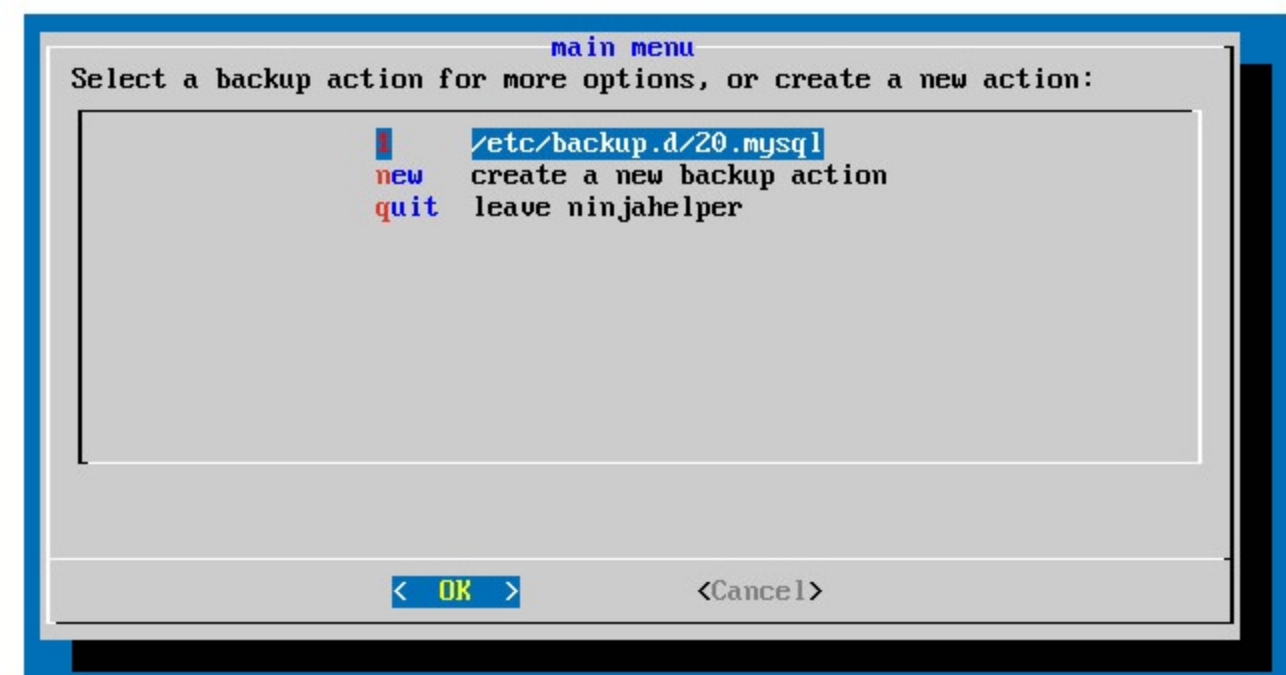 main menu
Select a backup action for more options, or create a new action:
1 /etc/backup.d/20.mysql
new create a new backup action
quit leave ninjahelper
< OK > <Cancel>